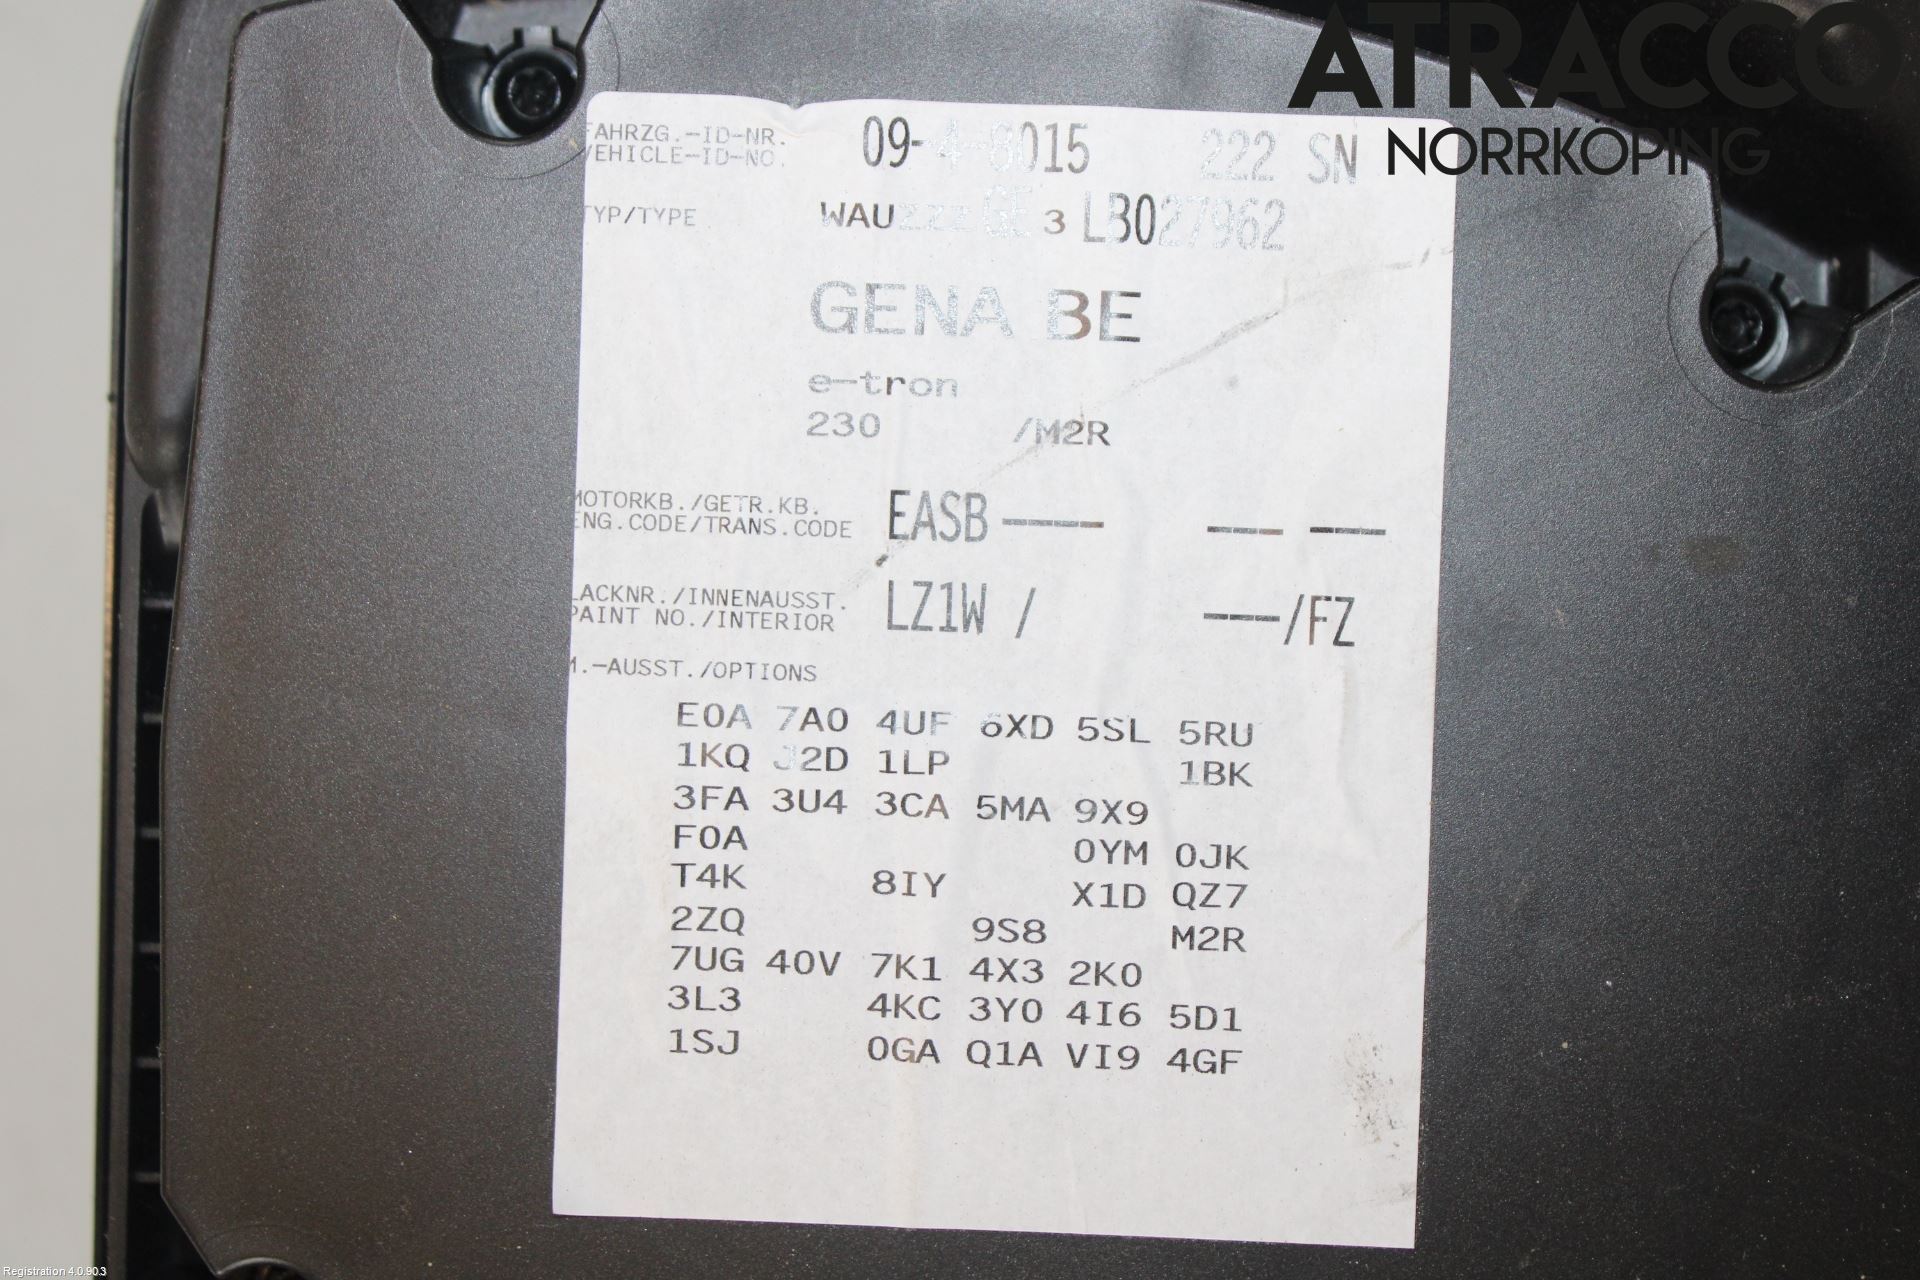 ATRACCO
NORRKÖPING
FAHRZG.-ID-NR. 09-4-8015 222 SN
VEHICLE-ID-NO.
TYP/TYPE WAUZZZGE3LB027962
GENA BE
e-tron
230 /M2R
MOTORKB./GETR.KB. EASB ---- --- ---
ENG.CODE/TRANS.CODE
LACKNR./INNENAUSST. LZ1W / ---/FZ
PAINT NO./INTERIOR
M.-AUSST./OPTIONS
E0A 7A0 4UF 6XD 5SL 5RU
1KQ J2D 1LP 1BK
3FA 3U4 3CA 5MA 9X9
F0A 0YM 0JK
T4K 8IY X1D QZ7
2ZQ 9S8 M2R
7UG 40V 7K1 4X3 2K0
3L3 4KC 3Y0 4I6 5D1
1SJ 0GA Q1A VI9 4GF
Registration 4.0.90.3